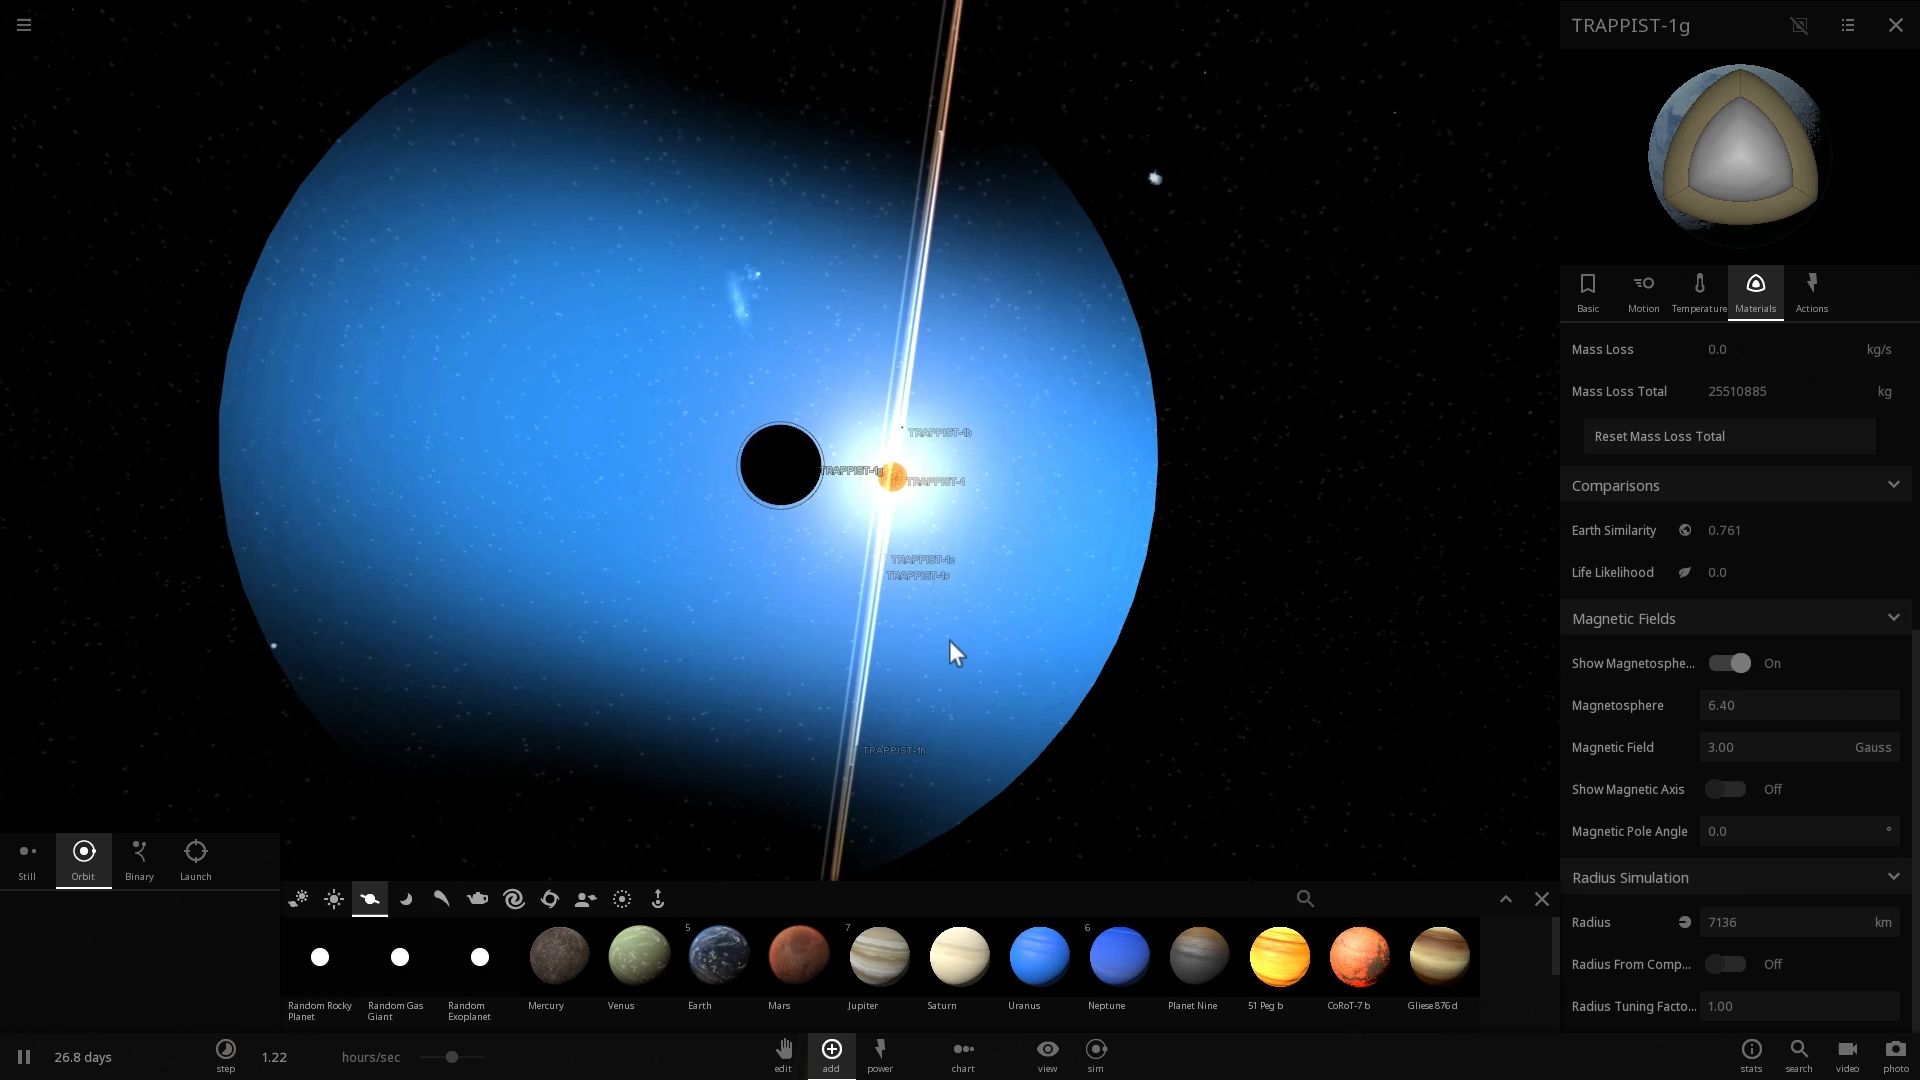 TRAPPIST-1g
Basic
Motion
Temperature
Materials
Actions
Mass Loss 0.0 kg/s
Mass Loss Total 25510885 kg
Reset Mass Loss Total
Comparisons
Earth Similarity 0.761
Life Likelihood 0.0
Magnetic Fields
Show Magnetosphe... On
Magnetosphere 6.40
Magnetic Field 3.00 Gauss
Show Magnetic Axis Off
Magnetic Pole Angle 0.0 °
Radius Simulation
Radius 7136 km
Radius From Comp... Off
Radius Tuning Facto... 1.00
TRAPPIST-1b
TRAPPIST-1g
TRAPPIST-1
TRAPPIST-1h
Still
Orbit
Binary
Launch
5
7
6
Random Rocky
Planet
Random Gas
Giant
Random
Exoplanet
Mercury
Venus
Earth
Mars
Jupiter
Saturn
Uranus
Neptune
Planet Nine
51 Peg b
CoRoT-7 b
Gliese 876 d
26.8 days
step
1.22
hours/sec
edit
add
power
chart
view
sim
stats
search
video
photo